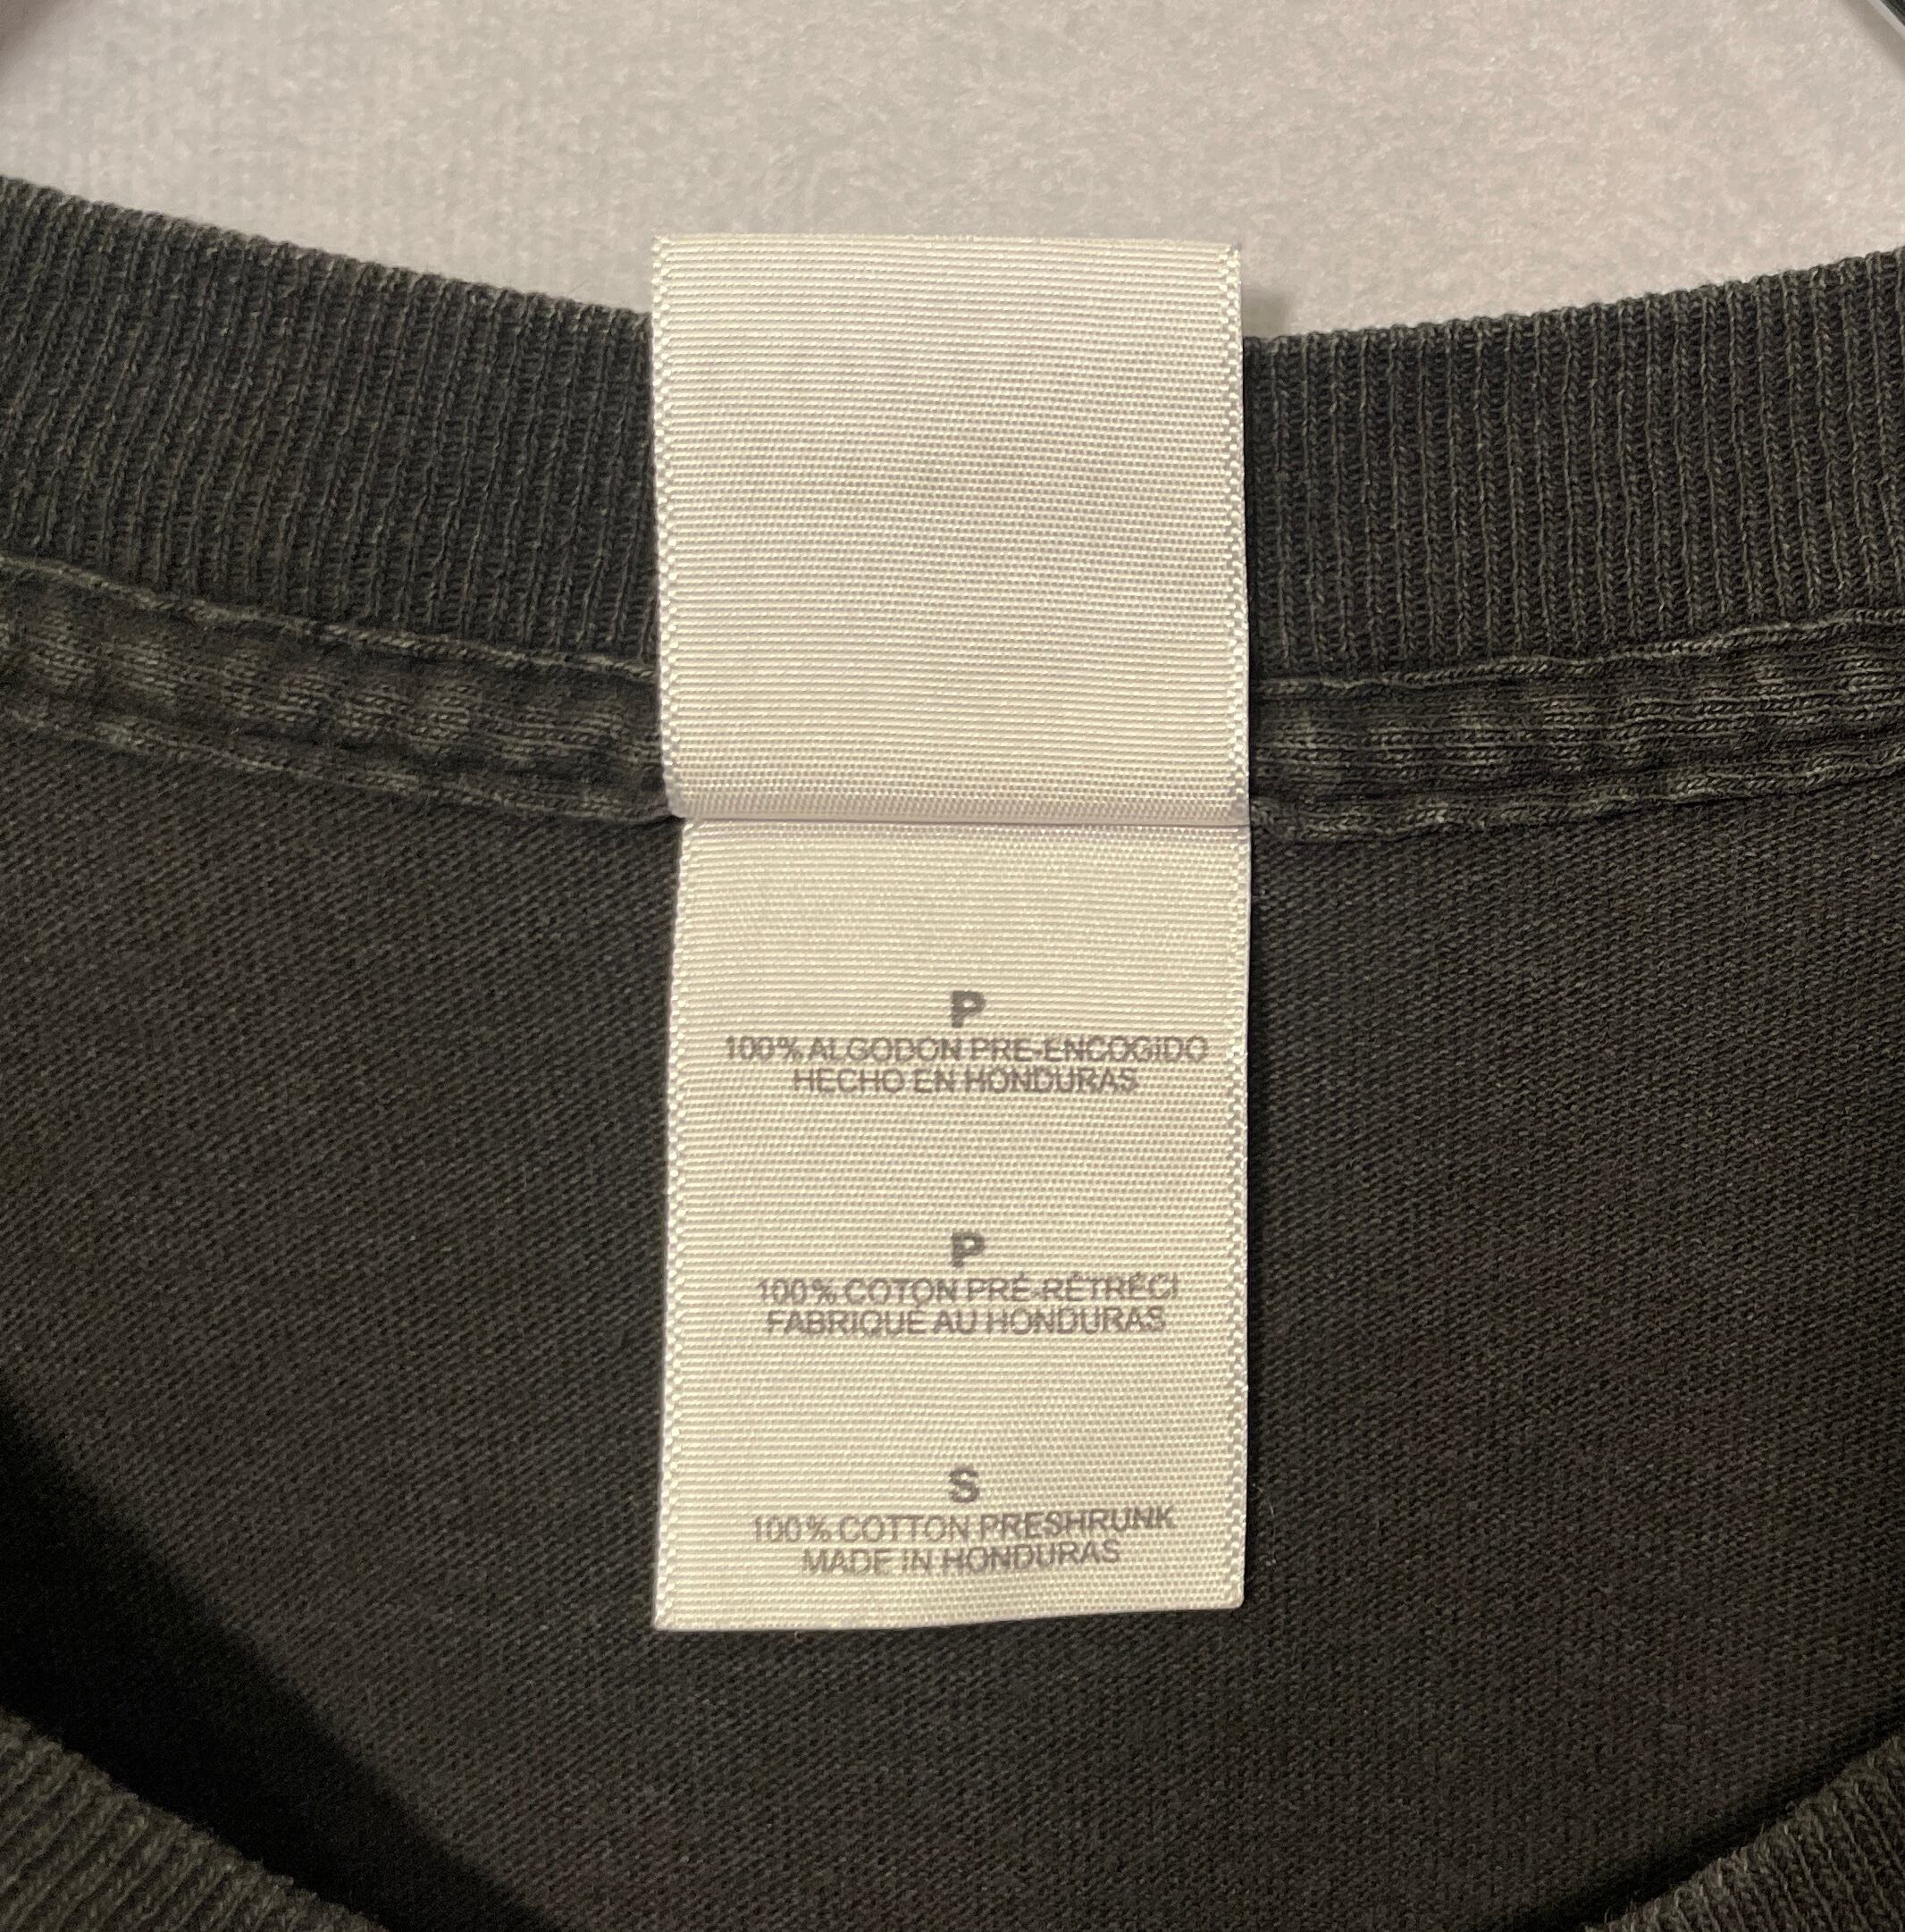 P
100% ALGODON PRE-ENCOGIDO
HECHO EN HONDURAS
P
100% COTON PRÉ-RÉTRÉCI
FABRIQUÉ AU HONDURAS
S
100% COTTON PRESHRUNK
MADE IN HONDURAS